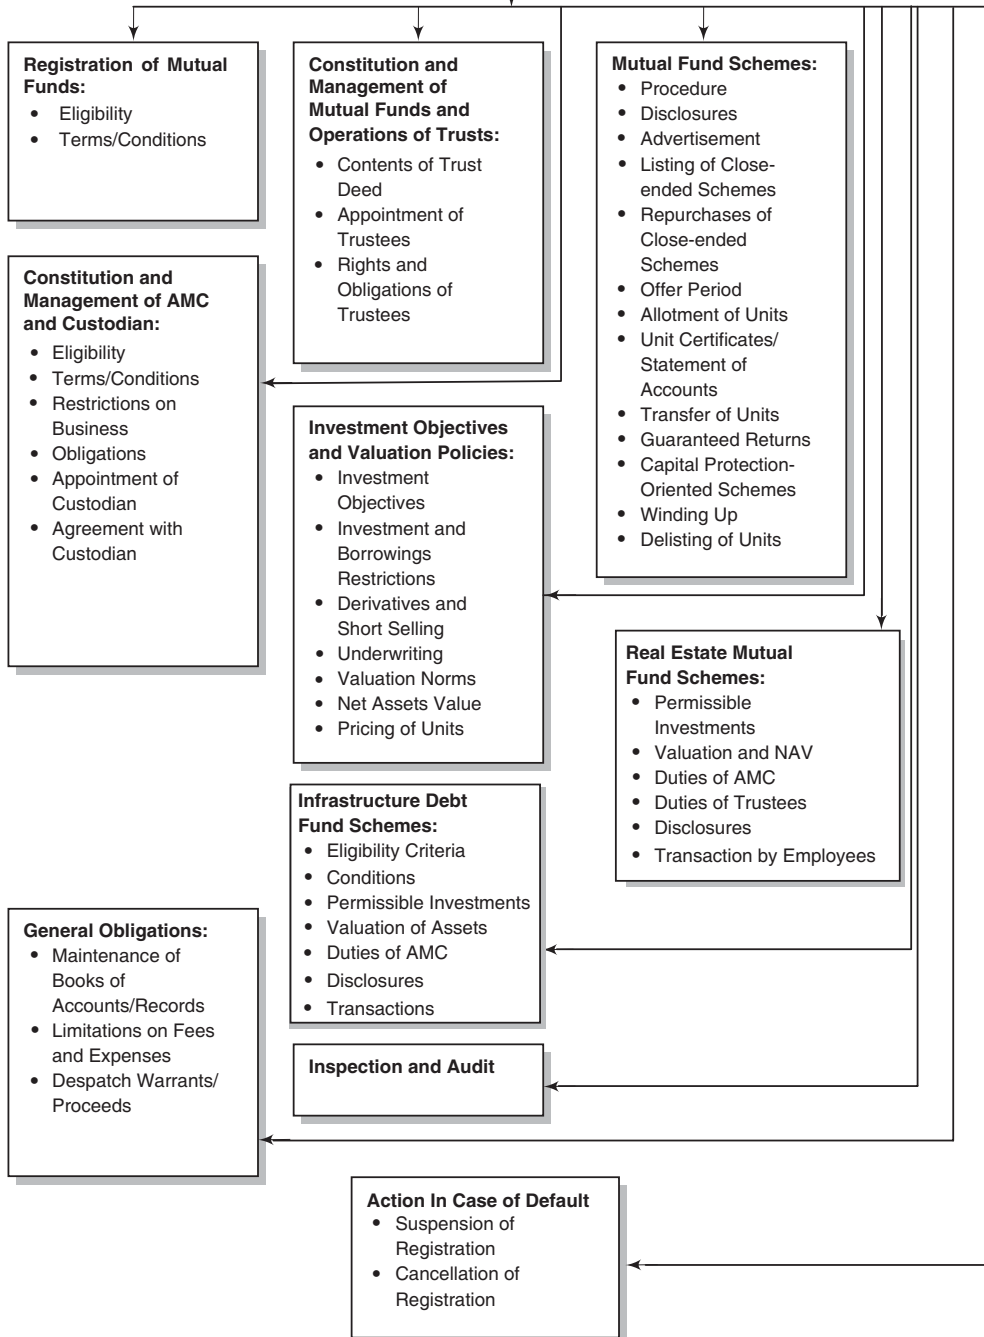 Registration of Mutual
Funds:
• Eligibility
• Terms/Conditions
Constitution and
Management of
Mutual Funds and
Operations of Trusts:
• Contents of Trust
Deed
• Appointment of
Trustees
• Rights and
Obligations of
Trustees
Mutual Fund Schemes:
• Procedure
• Disclosures
• Advertisement
• Listing of Close-
ended Schemes
• Repurchases of
Close-ended
Schemes
• Offer Period
• Allotment of Units
• Unit Certificates/
Statement of
Accounts
• Transfer of Units
• Guaranteed Returns
• Capital Protection-
Oriented Schemes
• Winding Up
• Delisting of Units
Constitution and
Management of AMC
and Custodian:
• Eligibility
• Terms/Conditions
• Restrictions on
Business
• Obligations
• Appointment of
Custodian
• Agreement with
Custodian
Investment Objectives
and Valuation Policies:
• Investment
Objectives
• Investment and
Borrowings
Restrictions
• Derivatives and
Short Selling
• Underwriting
• Valuation Norms
• Net Assets Value
• Pricing of Units
Real Estate Mutual
Fund Schemes:
• Permissible
Investments
• Valuation and NAV
• Duties of AMC
• Duties of Trustees
• Disclosures
• Transaction by Employees
Infrastructure Debt
Fund Schemes:
• Eligibility Criteria
• Conditions
• Permissible Investments
• Valuation of Assets
• Duties of AMC
• Disclosures
• Transactions
General Obligations:
• Maintenance of
Books of
Accounts/Records
• Limitations on Fees
and Expenses
• Despatch Warrants/
Proceeds
Inspection and Audit
Action In Case of Default
• Suspension of
Registration
• Cancellation of
Registration